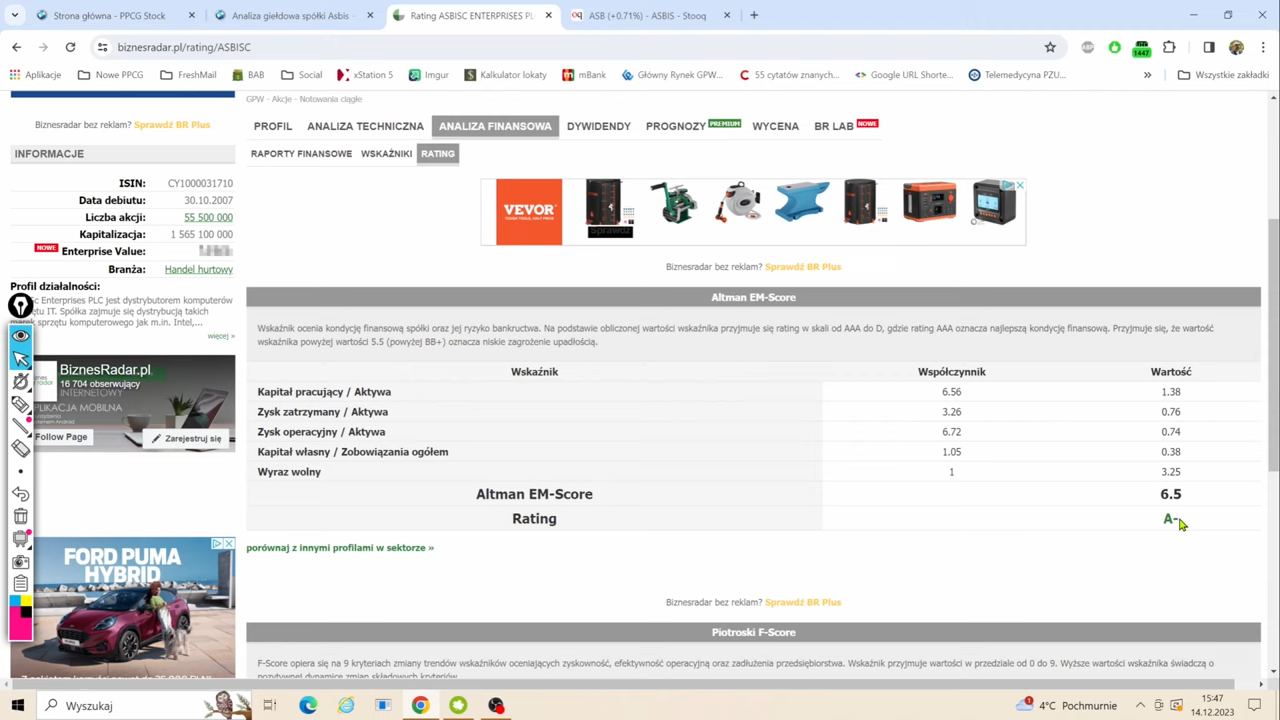 Strona główna - PPCG Stock
Analiza giełdowa spółki Asbis
Rating ASBISC ENTERPRISES PL
ASB (+0.71%) - ASBIS - Stooq
biznesradar.pl/rating/ASBISC
1447
Aplikacje
Nowe PPCG
FreshMail
BAB
Social
xStation 5
Imgur
Kalkulator lokaty
mBank
Główny Rynek GPW...
55 cytatów znanych...
Google URL Shorte...
Telemedycyna PZU...
»
Wszystkie zakładki
GPW - Akcje - Notowania ciągłe
Biznesradar bez reklam? Sprawdź BR Plus
PROFIL
ANALIZA TECHNICZNA
ANALIZA FINANSOWA
DYWIDENDY
PROGNOZY PREMIUM
WYCENA
BR LAB NOWE
RAPORTY FINANSOWE
WSKAŹNIKI
RATING
INFORMACJE
ISIN: CY1000031710
Data debiutu: 30.10.2007
Liczba akcji: 55 500 000
Kapitalizacja: 1 565 100 000
NOWE Enterprise Value:
Branża: Handel hurtowy
Profil działalności:
Enterprises PLC jest dystrybutorem komputerów
IT. Spółka zajmuje się dystrybucją takich
sprzętu komputerowego jak m.in. Intel,...
więcej »
VEVOR
Sprawdź
Biznesradar bez reklam? Sprawdź BR Plus
Altman EM-Score
Wskaźnik ocenia kondycję finansową spółki oraz jej ryzyko bankructwa. Na podstawie obliczonej wartości wskaźnika przyjmuje się rating w skali od AAA do D, gdzie rating AAA oznacza najlepszą kondycję finansową. Przyjmuje się, że wartość
wskaźnika powyżej wartości 5.5 (powyżej BB+) oznacza niskie zagrożenie upadłością.
Wskaźnik Współczynnik Wartość
Kapitał pracujący / Aktywa 6.56 1.38
Zysk zatrzymany / Aktywa 3.26 0.76
Zysk operacyjny / Aktywa 6.72 0.74
Kapitał własny / Zobowiązania ogółem 1.05 0.38
Wyraz wolny 1 3.25
Altman EM-Score 6.5
Rating A-
porównaj z innymi profilami w sektorze »
Biznesradar bez reklam? Sprawdź BR Plus
Piotroski F-Score
F-Score opiera się na 9 kryteriach zmiany trendów wskaźników oceniających zyskowność, efektywność operacyjną oraz zadłużenia przedsiębiorstwa. Wskaźnik przyjmuje wartości w przedziale od 0 do 9. Wyższe wartości wskaźnika świadczą o
pozytywnej dynamice zmian składowych kryteriów.
BiznesRadar.pl
16 704 obserwujący
INTERNETOWY
APLIKACJA MOBILNA
Follow Page
Zarejestruj się
FORD PUMA
HYBRID
Wyszukaj
4°C Pochmurnie
15:47
14.12.2023